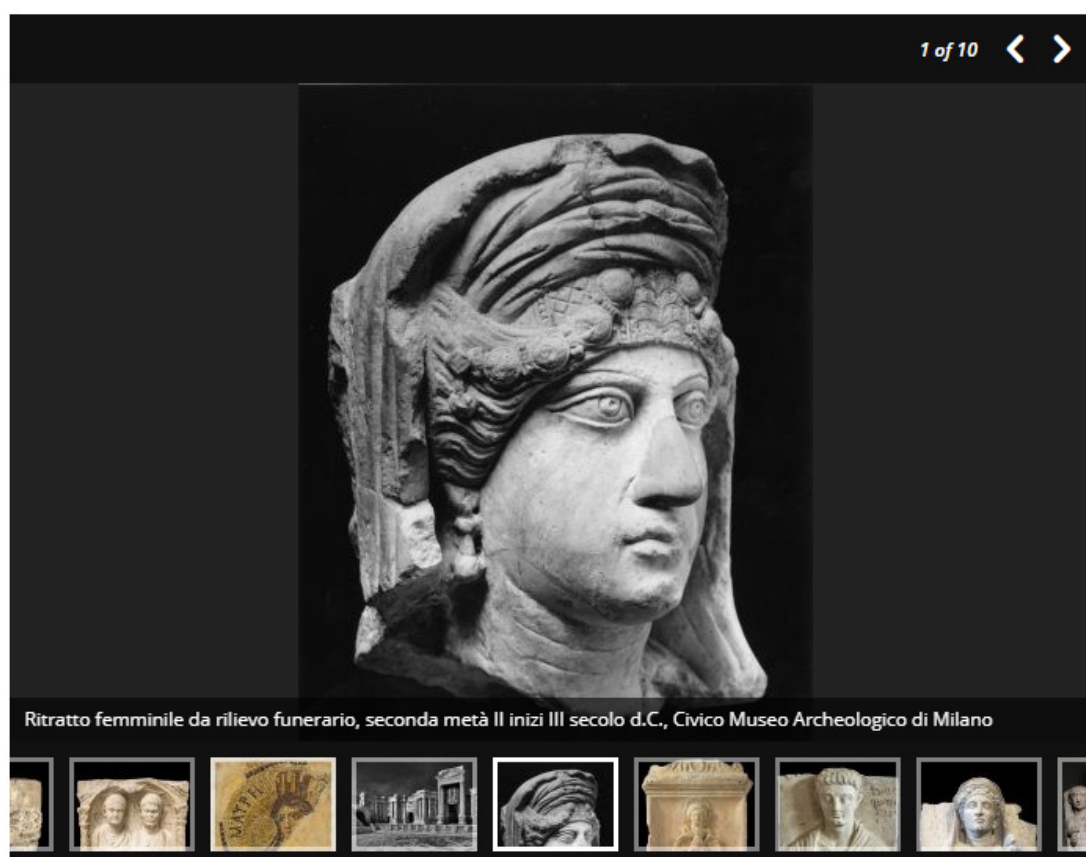 1 of 10
Ritratto femminile da rilievo funerario, seconda metà II inizi III secolo d.C., Civico Museo Archeologico di Milano